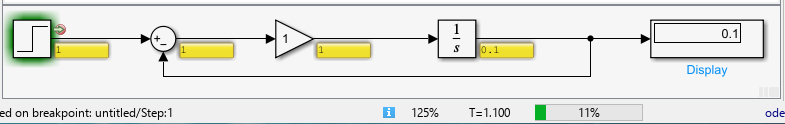 1
+
−
1
1
1
1
s
0.1
0.1
Display
ed on breakpoint: untitled/Step:1
125%
T=1.100
11%
ode